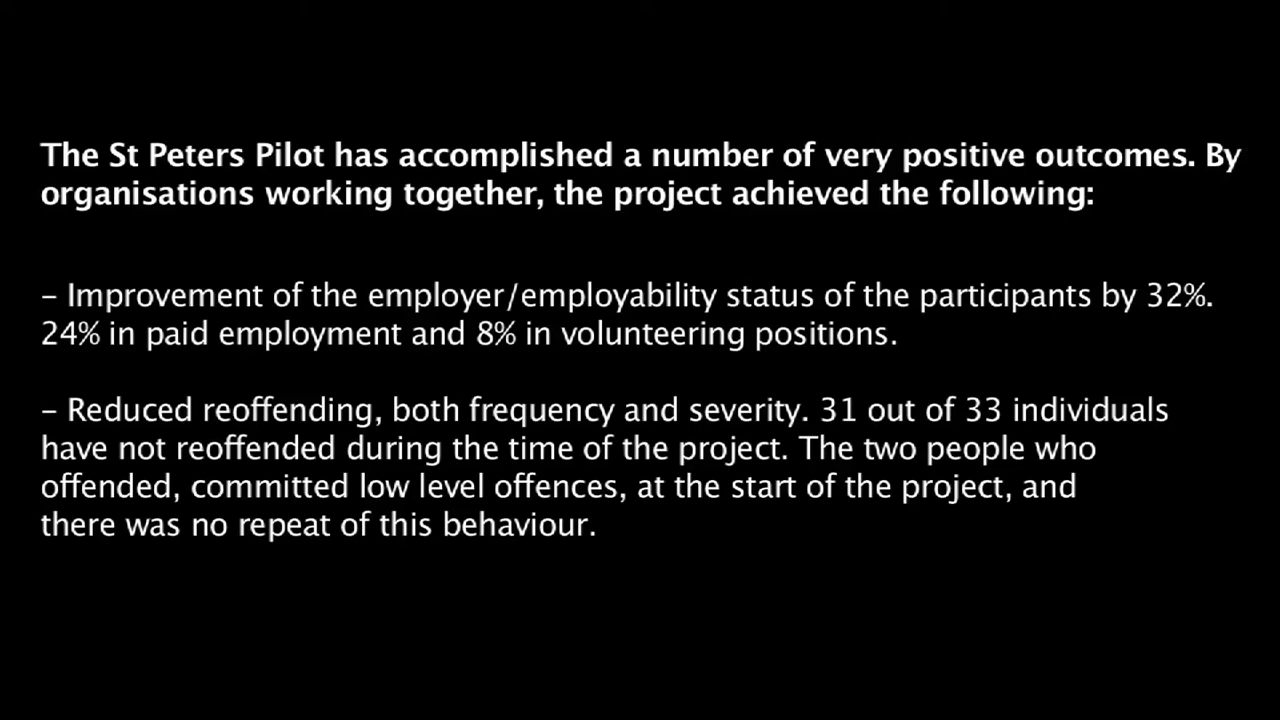 The St Peters Pilot has accomplished a number of very positive outcomes. By
organisations working together, the project achieved the following:
– Improvement of the employer/employability status of the participants by 32%.
24% in paid employment and 8% in volunteering positions.
– Reduced reoffending, both frequency and severity. 31 out of 33 individuals
have not reoffended during the time of the project. The two people who
offended, committed low level offences, at the start of the project, and
there was no repeat of this behaviour.